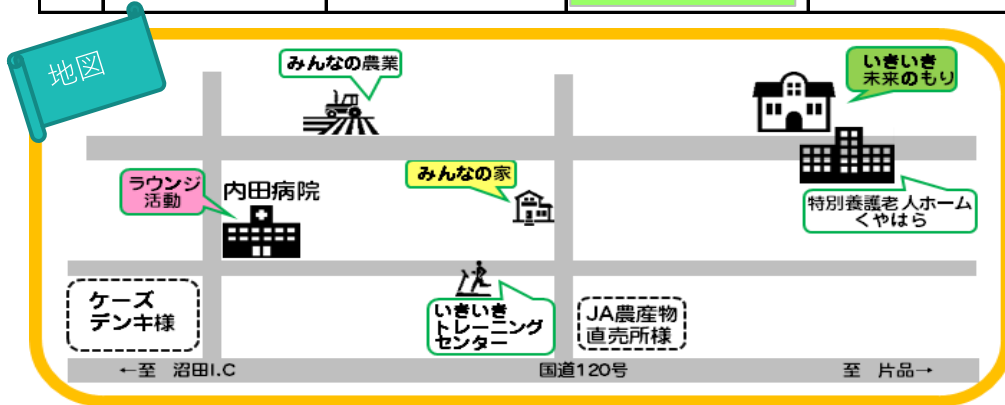 地図
みんなの農業
いきいき
未来のもり
ラウンジ
活動
内田病院
みんなの家
特別養護老人ホーム
くやはら
ケーズ
デンキ様
いきいき
トレーニング
センター
JA農産物
直売所様
←至 沼田I.C
国道120号
至 片品→